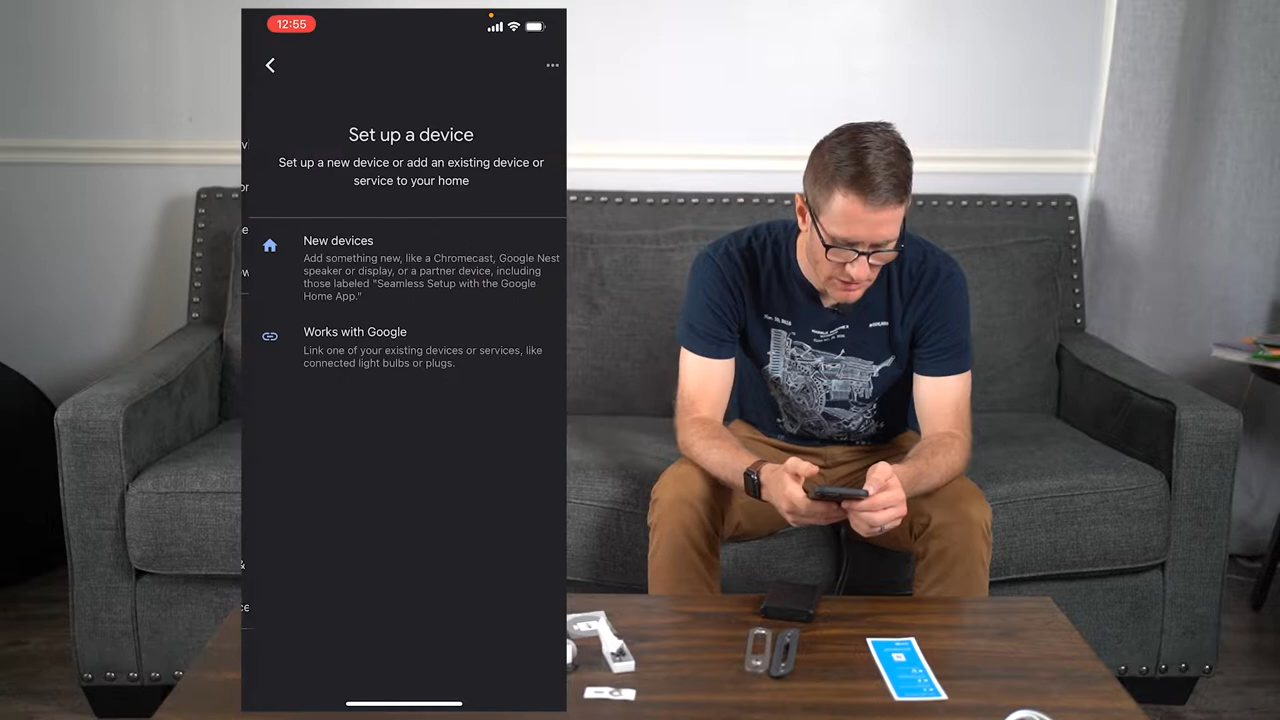 12:55
Set up a device
Set up a new device or add an existing device or
service to your home
New devices
Add something new, like a Chromecast, Google Nest
speaker or display, or a partner device, including
those labeled "Seamless Setup with the Google
Home App."
Works with Google
Link one of your existing devices or services, like
connected light bulbs or plugs.